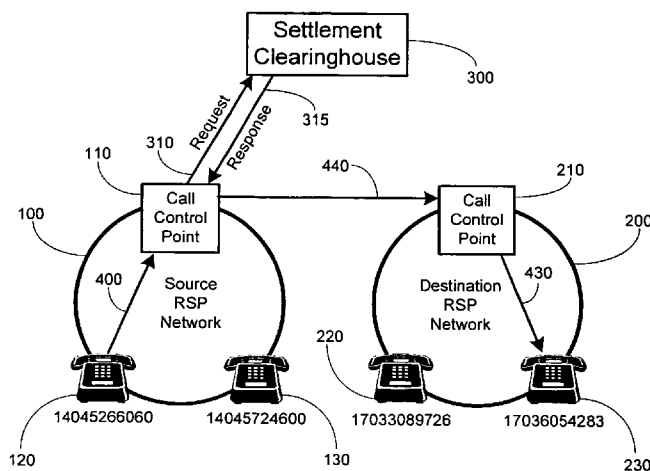 Settlement
Clearinghouse
300
Request
310
Response
315
110
Call
Control
Point
440
210
Call
Control
Point
100
200
400
Source
RSP
Network
Destination
RSP
Network
430
220
14045266060
14045724600
17033089726
17036054283
120
130
230